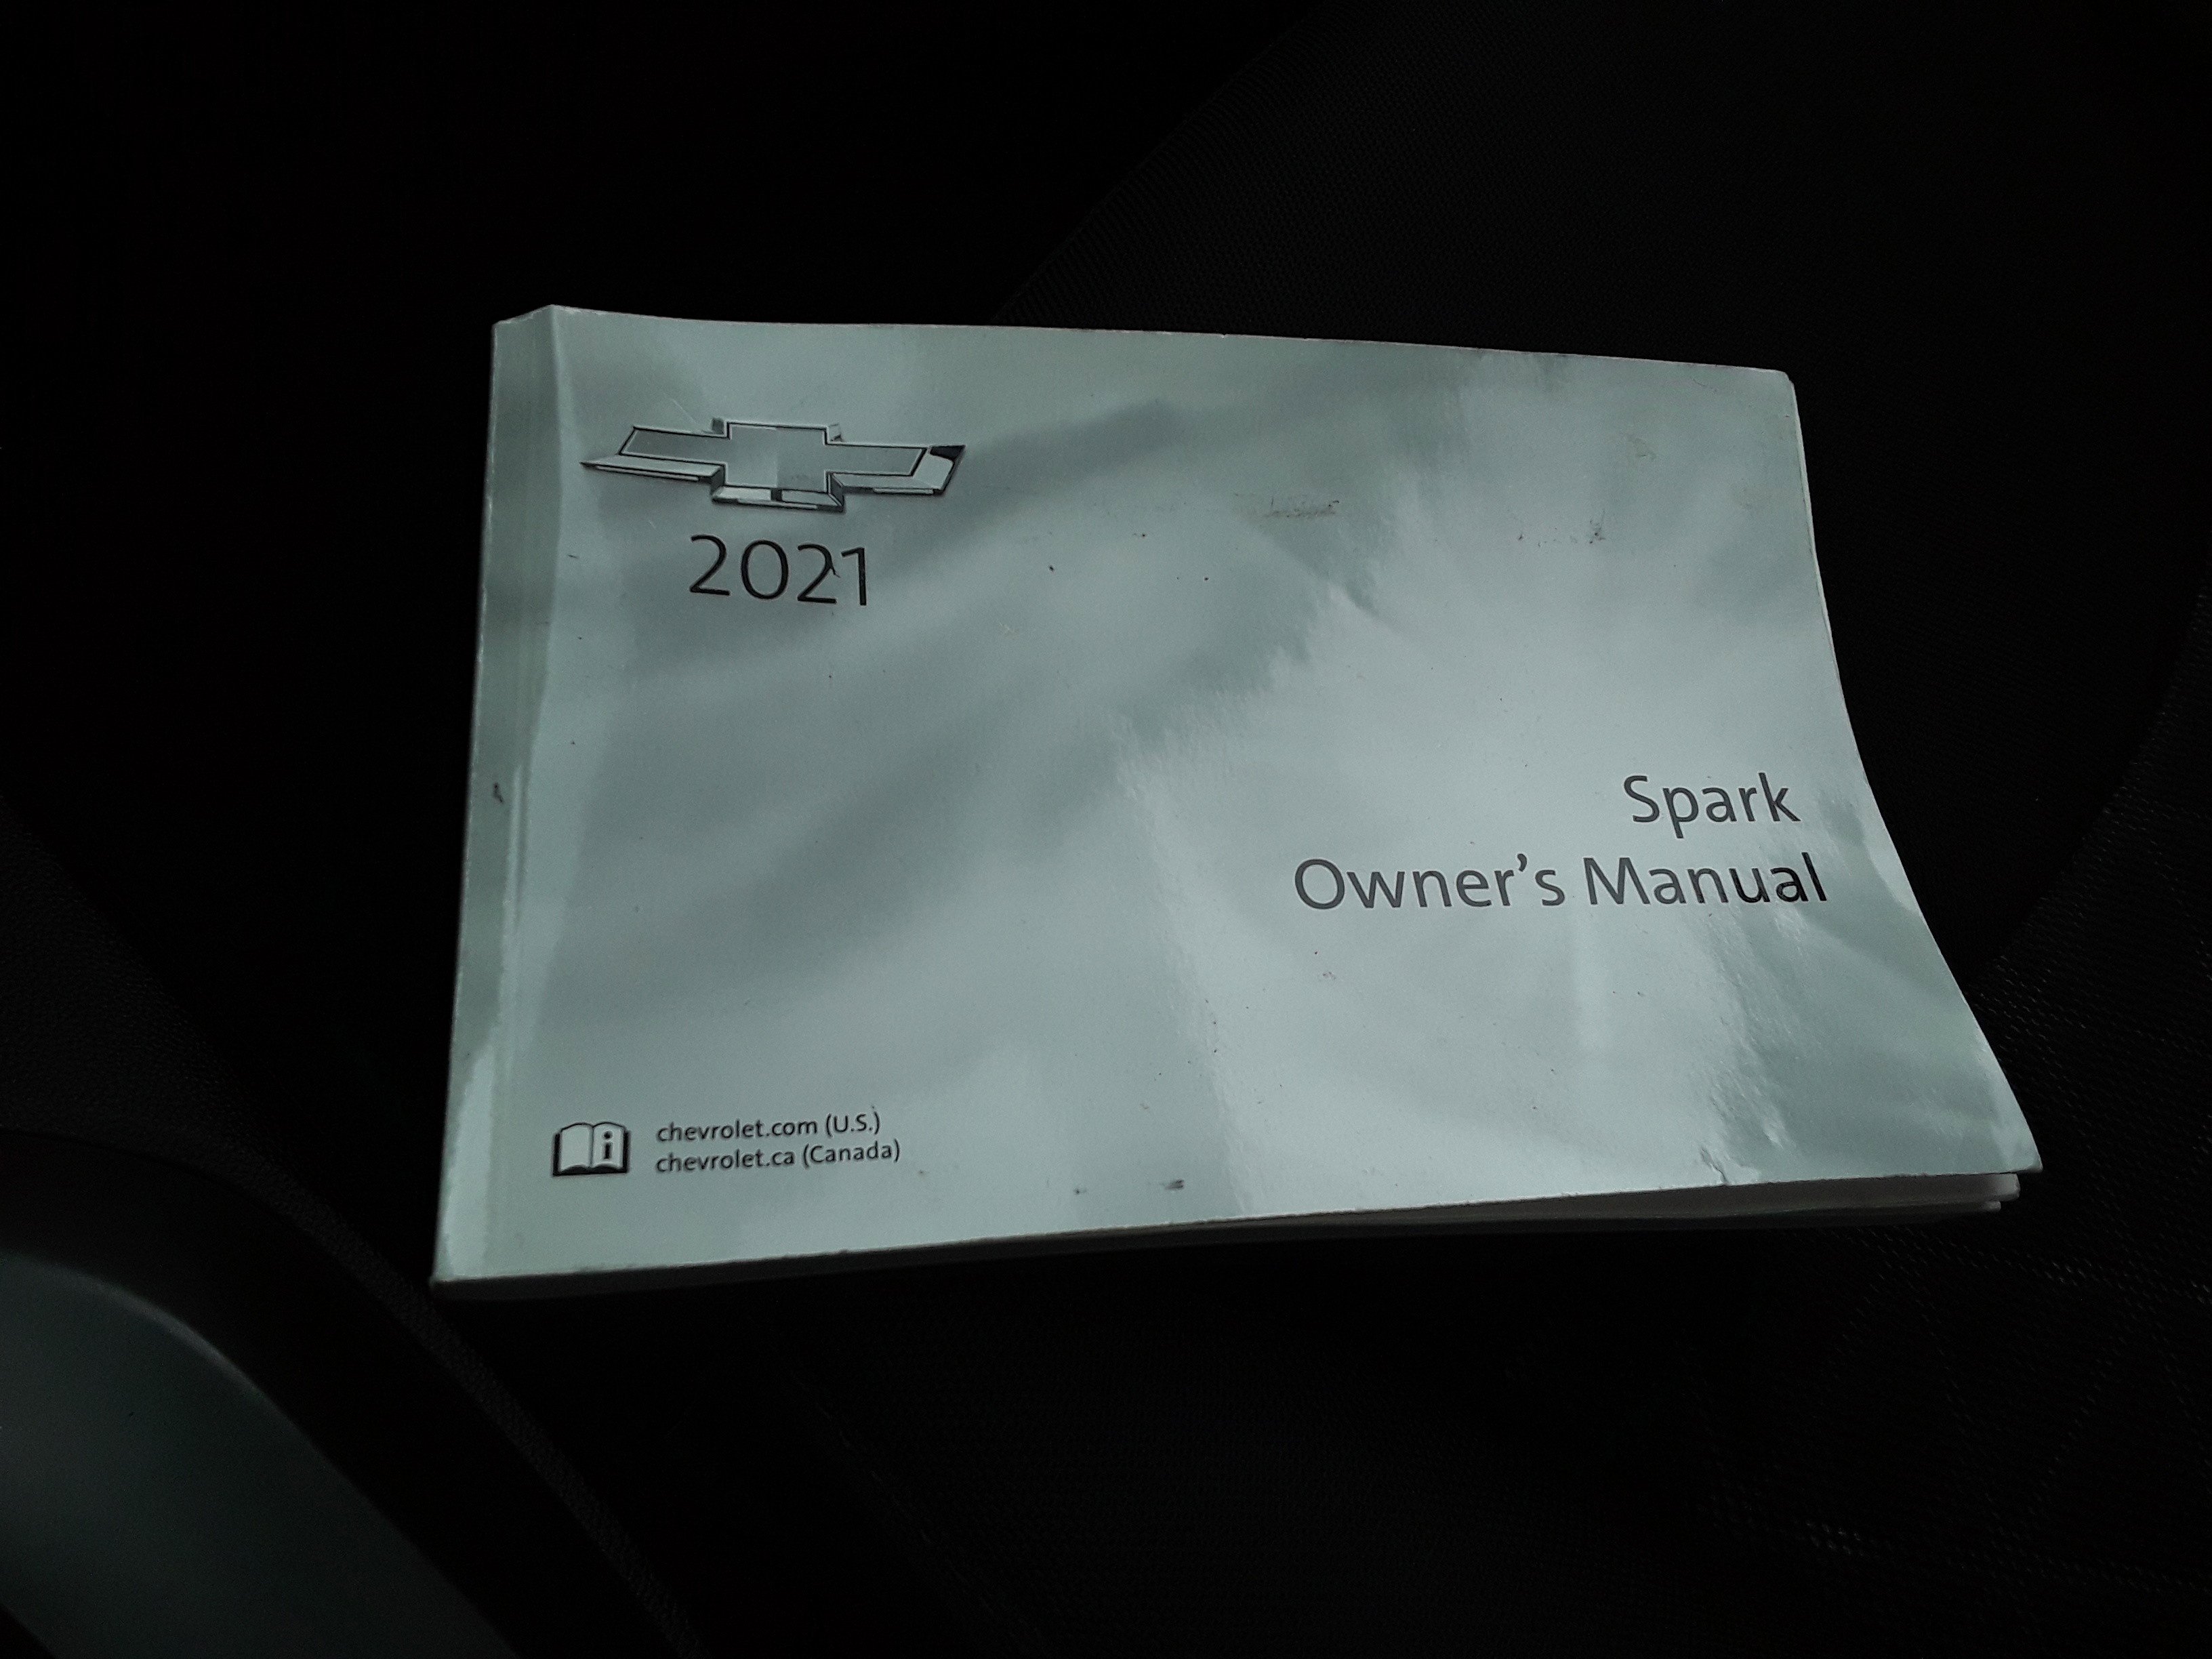 2021
Spark
Owner's Manual
chevrolet.com (U.S.)
chevrolet.ca (Canada)